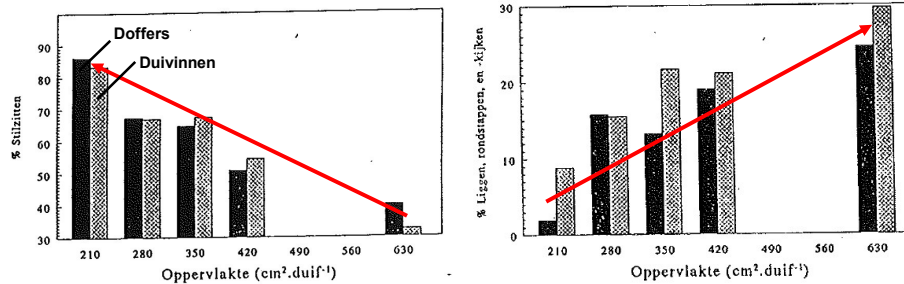 % Stilzitten
90
80
70
60
50
40
30
Doffers
Duivinnen
210 280 350 420 490 560 630
Oppervlakte (cm².duif⁻¹)
% Liggen, rondstappen, en -kijken
30
20
10
0
210 280 350 420 490 560 630
Oppervlakte (cm².duif⁻¹)